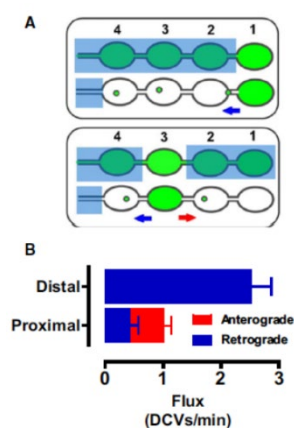 A
4 3 2 1
4 3 2 1
B
Distal
Proximal
Anterograde
Retrograde
0 1 2 3
Flux
(DCVs/min)